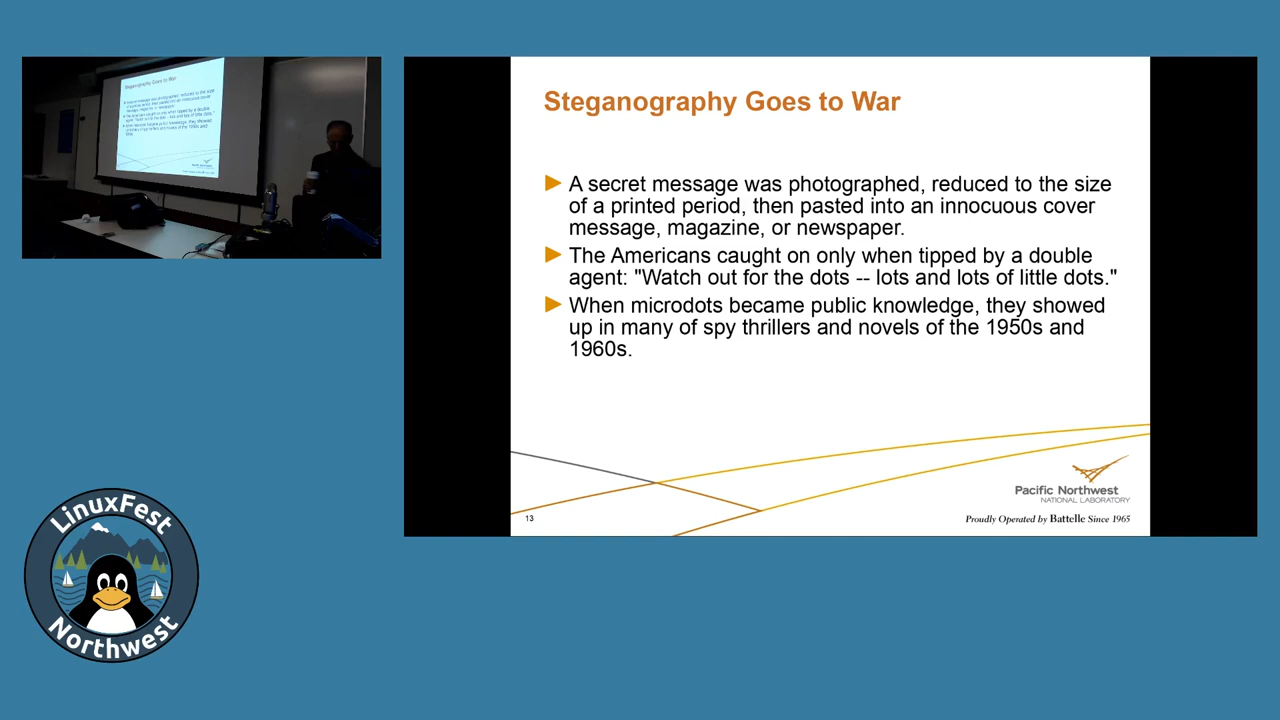 Steganography Goes to War
A secret message was photographed, reduced to the size
of a printed period, then pasted into an innocuous cover
message, magazine, or newspaper.
The Americans caught on only when tipped by a double
agent: "Watch out for the dots -- lots and lots of little dots."
When microdots became public knowledge, they showed
up in many of spy thrillers and novels of the 1950s and
1960s.
Pacific Northwest
NATIONAL LABORATORY
13
Proudly Operated by Battelle Since 1965
LinuxFest
Northwest
Steganography Goes to War